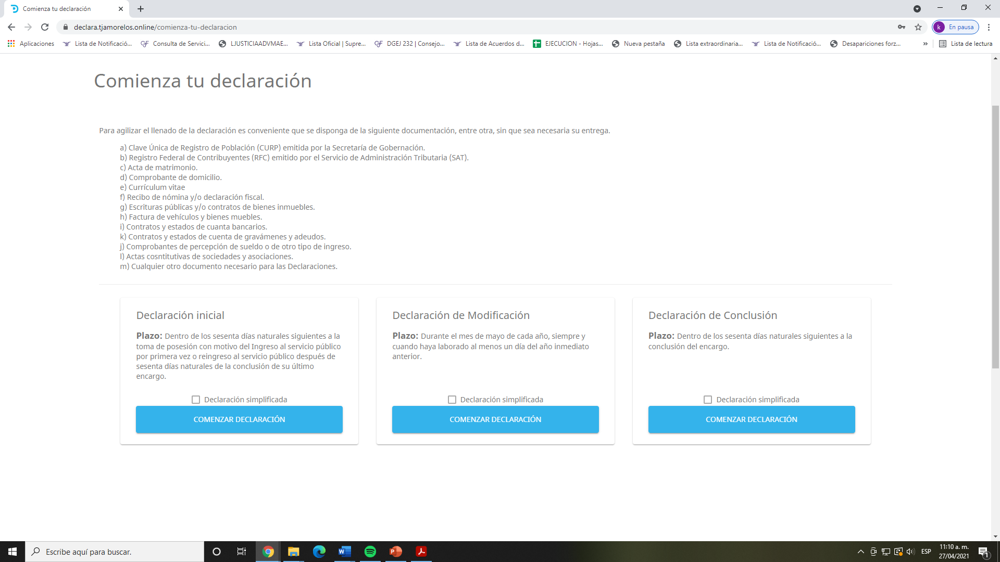 Comienza tu declaración
declara.tjamorelos.online/comienza-tu-declaracion
k En pausa
Aplicaciones Lista de Notificació... Consulta de Servici... LJUSTICIAADVMAE... Lista Oficial | Supre... DGEJ 232 | Consejo... Lista de Acuerdos d... EJECUCION - Hojas... Nueva pestaña Lista extraordinaria... Lista de Notificació... Desapariciones forz... » Lista de lectura
Comienza tu declaración
Para agilizar el llenado de la declaración es conveniente que se disponga de la siguiente documentación, entre otra, sin que sea necesaria su entrega.
a) Clave Única de Registro de Población (CURP) emitida por la Secretaría de Gobernación.
b) Registro Federal de Contribuyentes (RFC) emitido por el Servicio de Administración Tributaria (SAT).
c) Acta de matrimonio.
d) Comprobante de domicilio.
e) Currículum vitae
f) Recibo de nómina y/o declaración fiscal.
g) Escrituras públicas y/o contratos de bienes inmuebles.
h) Factura de vehículos y bienes muebles.
i) Contratos y estados de cuanta bancarios.
k) Contratos y estados de cuenta de gravámenes y adeudos.
j) Comprobantes de percepción de sueldo o de otro tipo de ingreso.
l) Actas cosntitutivas de sociedades y asociaciones.
m) Cualquier otro documento necesario para las Declaraciones.
Declaración inicial
Plazo: Dentro de los sesenta días naturales siguientes a la
toma de posesión con motivo del Ingreso al servicio público
por primera vez o reingreso al servicio público después de
sesenta días naturales de la conclusión de su último
encargo.
Declaración simplificada
COMENZAR DECLARACIÓN
Declaración de Modificación
Plazo: Durante el mes de mayo de cada año, siempre y
cuando haya laborado al menos un día del año inmediato
anterior.
Declaración simplificada
COMENZAR DECLARACIÓN
Declaración de Conclusión
Plazo: Dentro de los sesenta días naturales siguientes a la
conclusión del encargo.
Declaración simplificada
COMENZAR DECLARACIÓN
Escribe aquí para buscar.
ESP
11:10 a. m.
27/04/2021
1